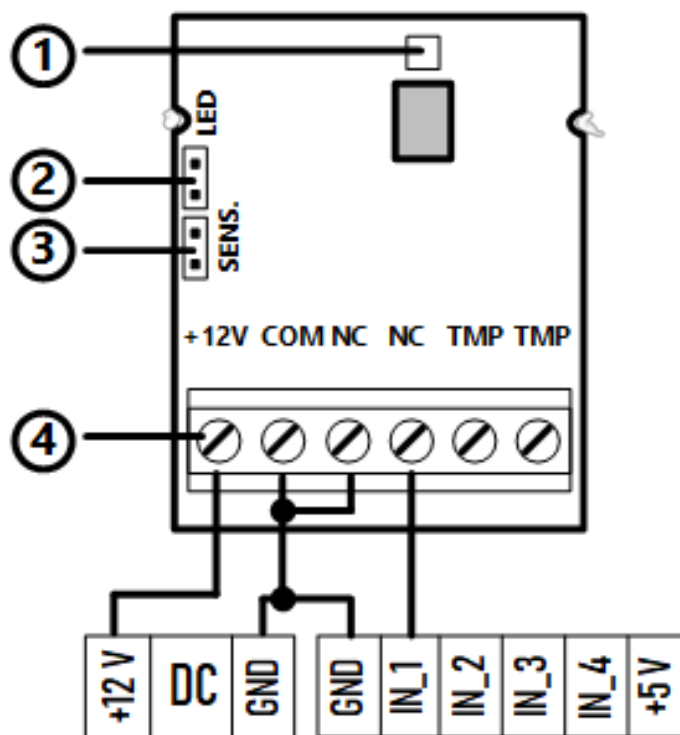 1
LED
2
SENS.
3
+12V COM NC NC TMP TMP
4
+12 V DC GND GND IN_1 IN_2 IN_3 IN_4 +5 V